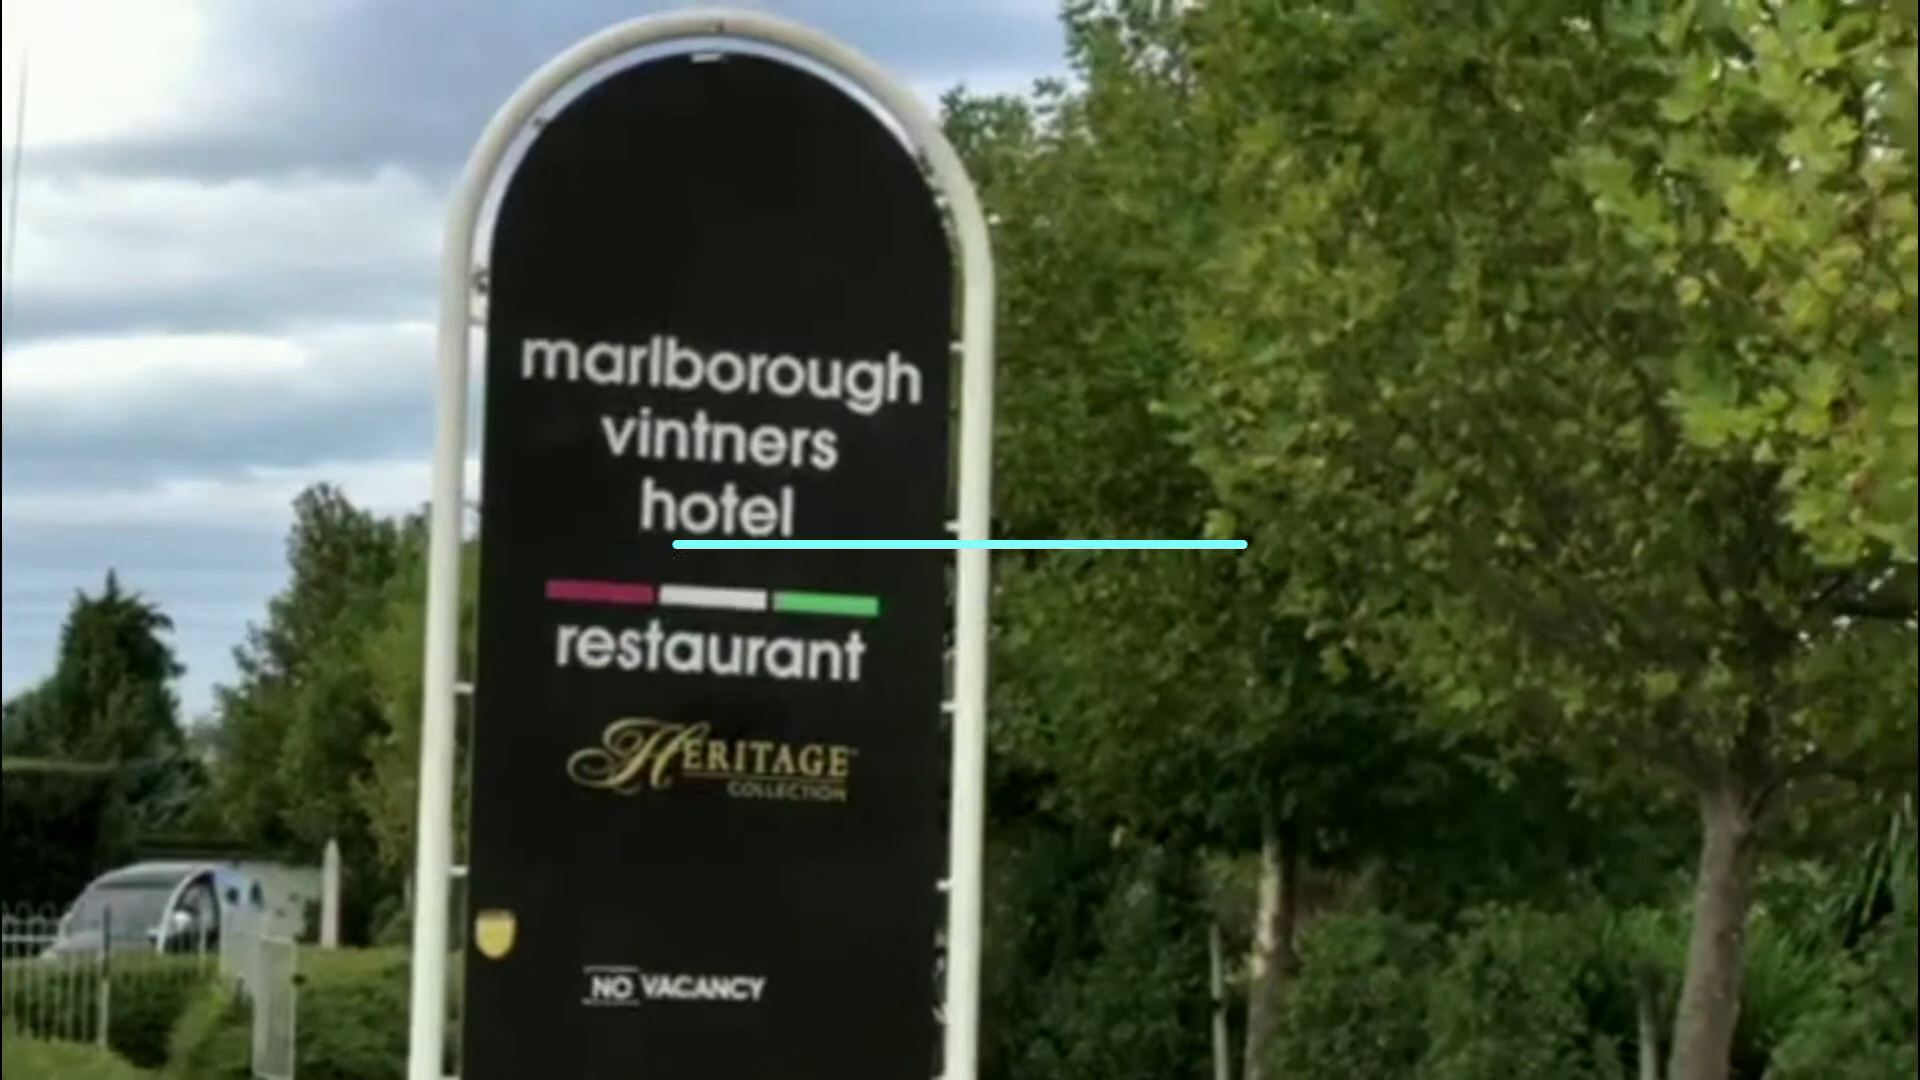 marlborough
vintners
hotel
restaurant
HERITAGE
COLLECTION
NO VACANCY